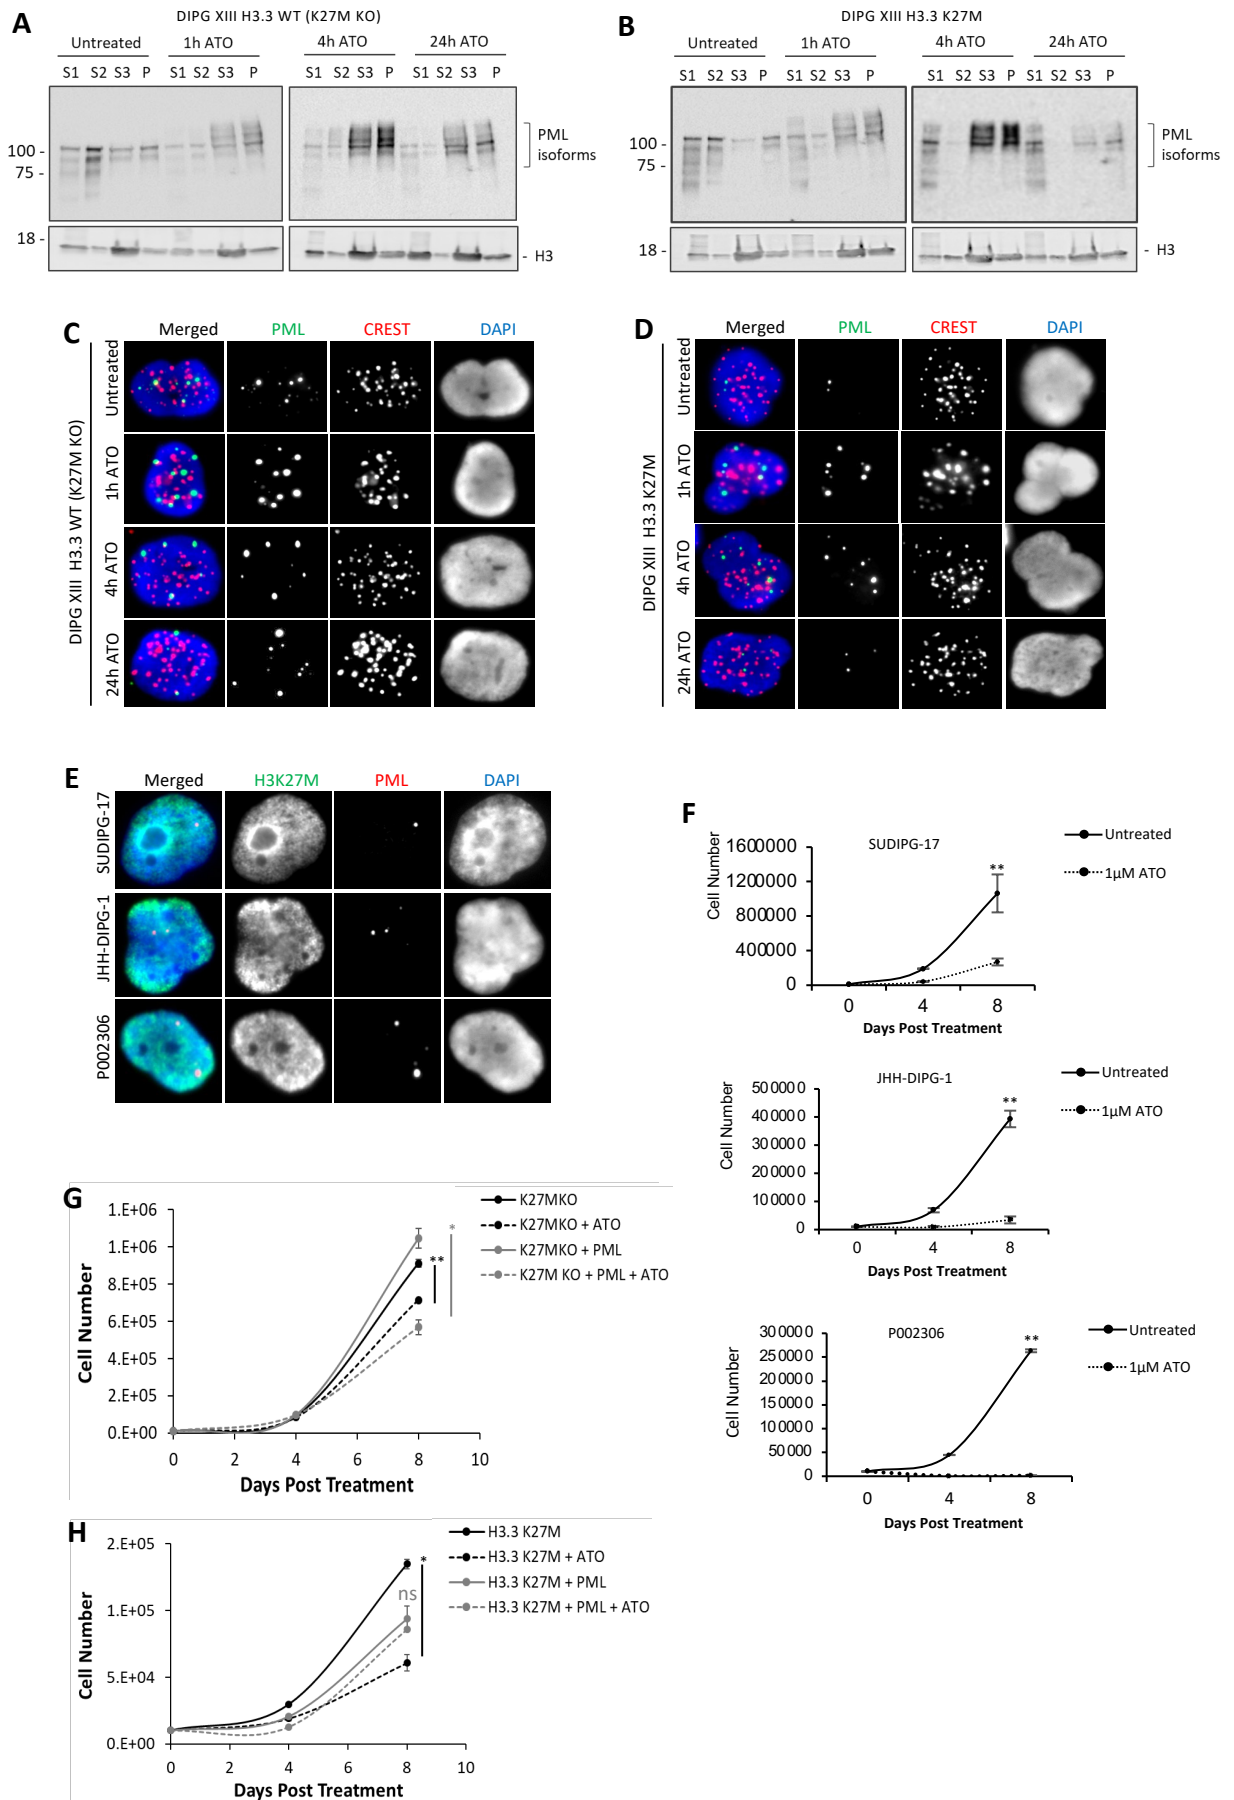 A
DIPG XIII H3.3 WT (K27M KO)
Untreated 1h ATO 4h ATO 24h ATO
S1 S2 S3 P S1 S2 S3 P S1 S2 S3 P S1 S2 S3 P
100 -
75 -
PML
isoforms
18 -
- H3
B
DIPG XIII H3.3 K27M
Untreated 1h ATO 4h ATO 24h ATO
S1 S2 S3 P S1 S2 S3 P S1 S2 S3 P S1 S2 S3 P
100 -
75 -
PML
isoforms
18 -
- H3
C
Merged PML CREST DAPI
DIPG XIII H3.3 WT (K27M KO)
Untreated
1h ATO
4h ATO
24h ATO
D
Merged PML CREST DAPI
DIPG XIII H3.3 K27M
Untreated
1h ATO
4h ATO
24h ATO
E
Merged H3K27M PML DAPI
SUDIPG-17
JHH-DIPG-1
P002306
F
SUDIPG-17
Untreated
1µM ATO
Cell Number
1600000
1200000
800000
400000
0
**
0 4 8
Days Post Treatment
JHH-DIPG-1
Untreated
1µM ATO
Cell Number
500000
400000
300000
200000
100000
0
**
0 4 8
Days Post Treatment
P002306
Untreated
1µM ATO
Cell Number
300000
250000
200000
150000
100000
50000
0
**
0 4 8
Days Post Treatment
G
K27MKO
K27MKO + ATO
K27MKO + PML
K27M KO + PML + ATO
Cell Number
1.E+06
1.E+06
8.E+05
6.E+05
4.E+05
2.E+05
0.E+00
*
**
0 2 4 6 8 10
Days Post Treatment
H
H3.3 K27M
H3.3 K27M + ATO
H3.3 K27M + PML
H3.3 K27M + PML + ATO
Cell Number
2.E+05
1.E+05
5.E+04
0.E+00
*
ns
0 2 4 6 8 10
Days Post Treatment